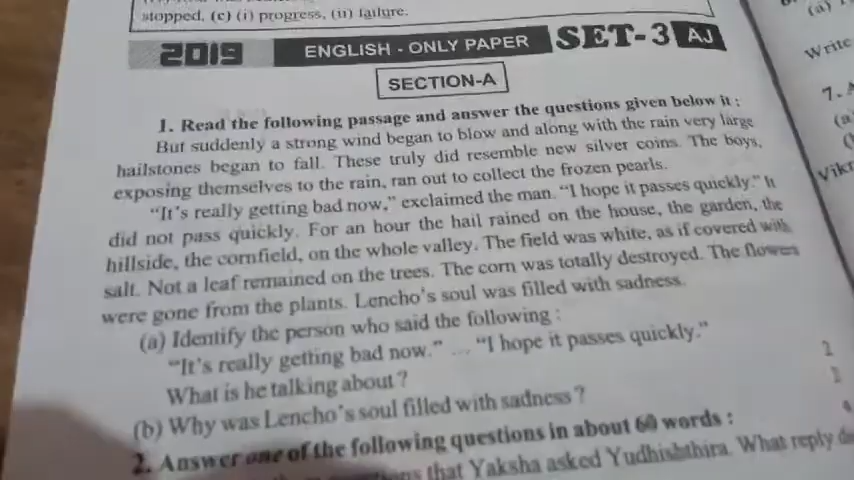 stopped, (c) (i) progress, (ii) failure.
2019 ENGLISH - ONLY PAPER SET-3 AJ
SECTION-A
1. Read the following passage and answer the questions given below it :
But suddenly a strong wind began to blow and along with the rain very large
hailstones began to fall. These truly did resemble new silver coins. The boys,
exposing themselves to the rain, ran out to collect the frozen pearls.
"It's really getting bad now," exclaimed the man. "I hope it passes quickly." It
did not pass quickly. For an hour the hail rained on the house, the garden, the
hillside, the cornfield, on the whole valley. The field was white, as if covered with
salt. Not a leaf remained on the trees. The corn was totally destroyed. The flowers
were gone from the plants. Lencho's soul was filled with sadness.
(a) Identify the person who said the following :
"It's really getting bad now." ... "I hope it passes quickly."
What is he talking about ? 2
(b) Why was Lencho's soul filled with sadness ?
2. Answer one of the following questions in about 60 words :
that Yaksha asked Yudhishthira. What reply
(a)
Write
7.
(a)
Vikr